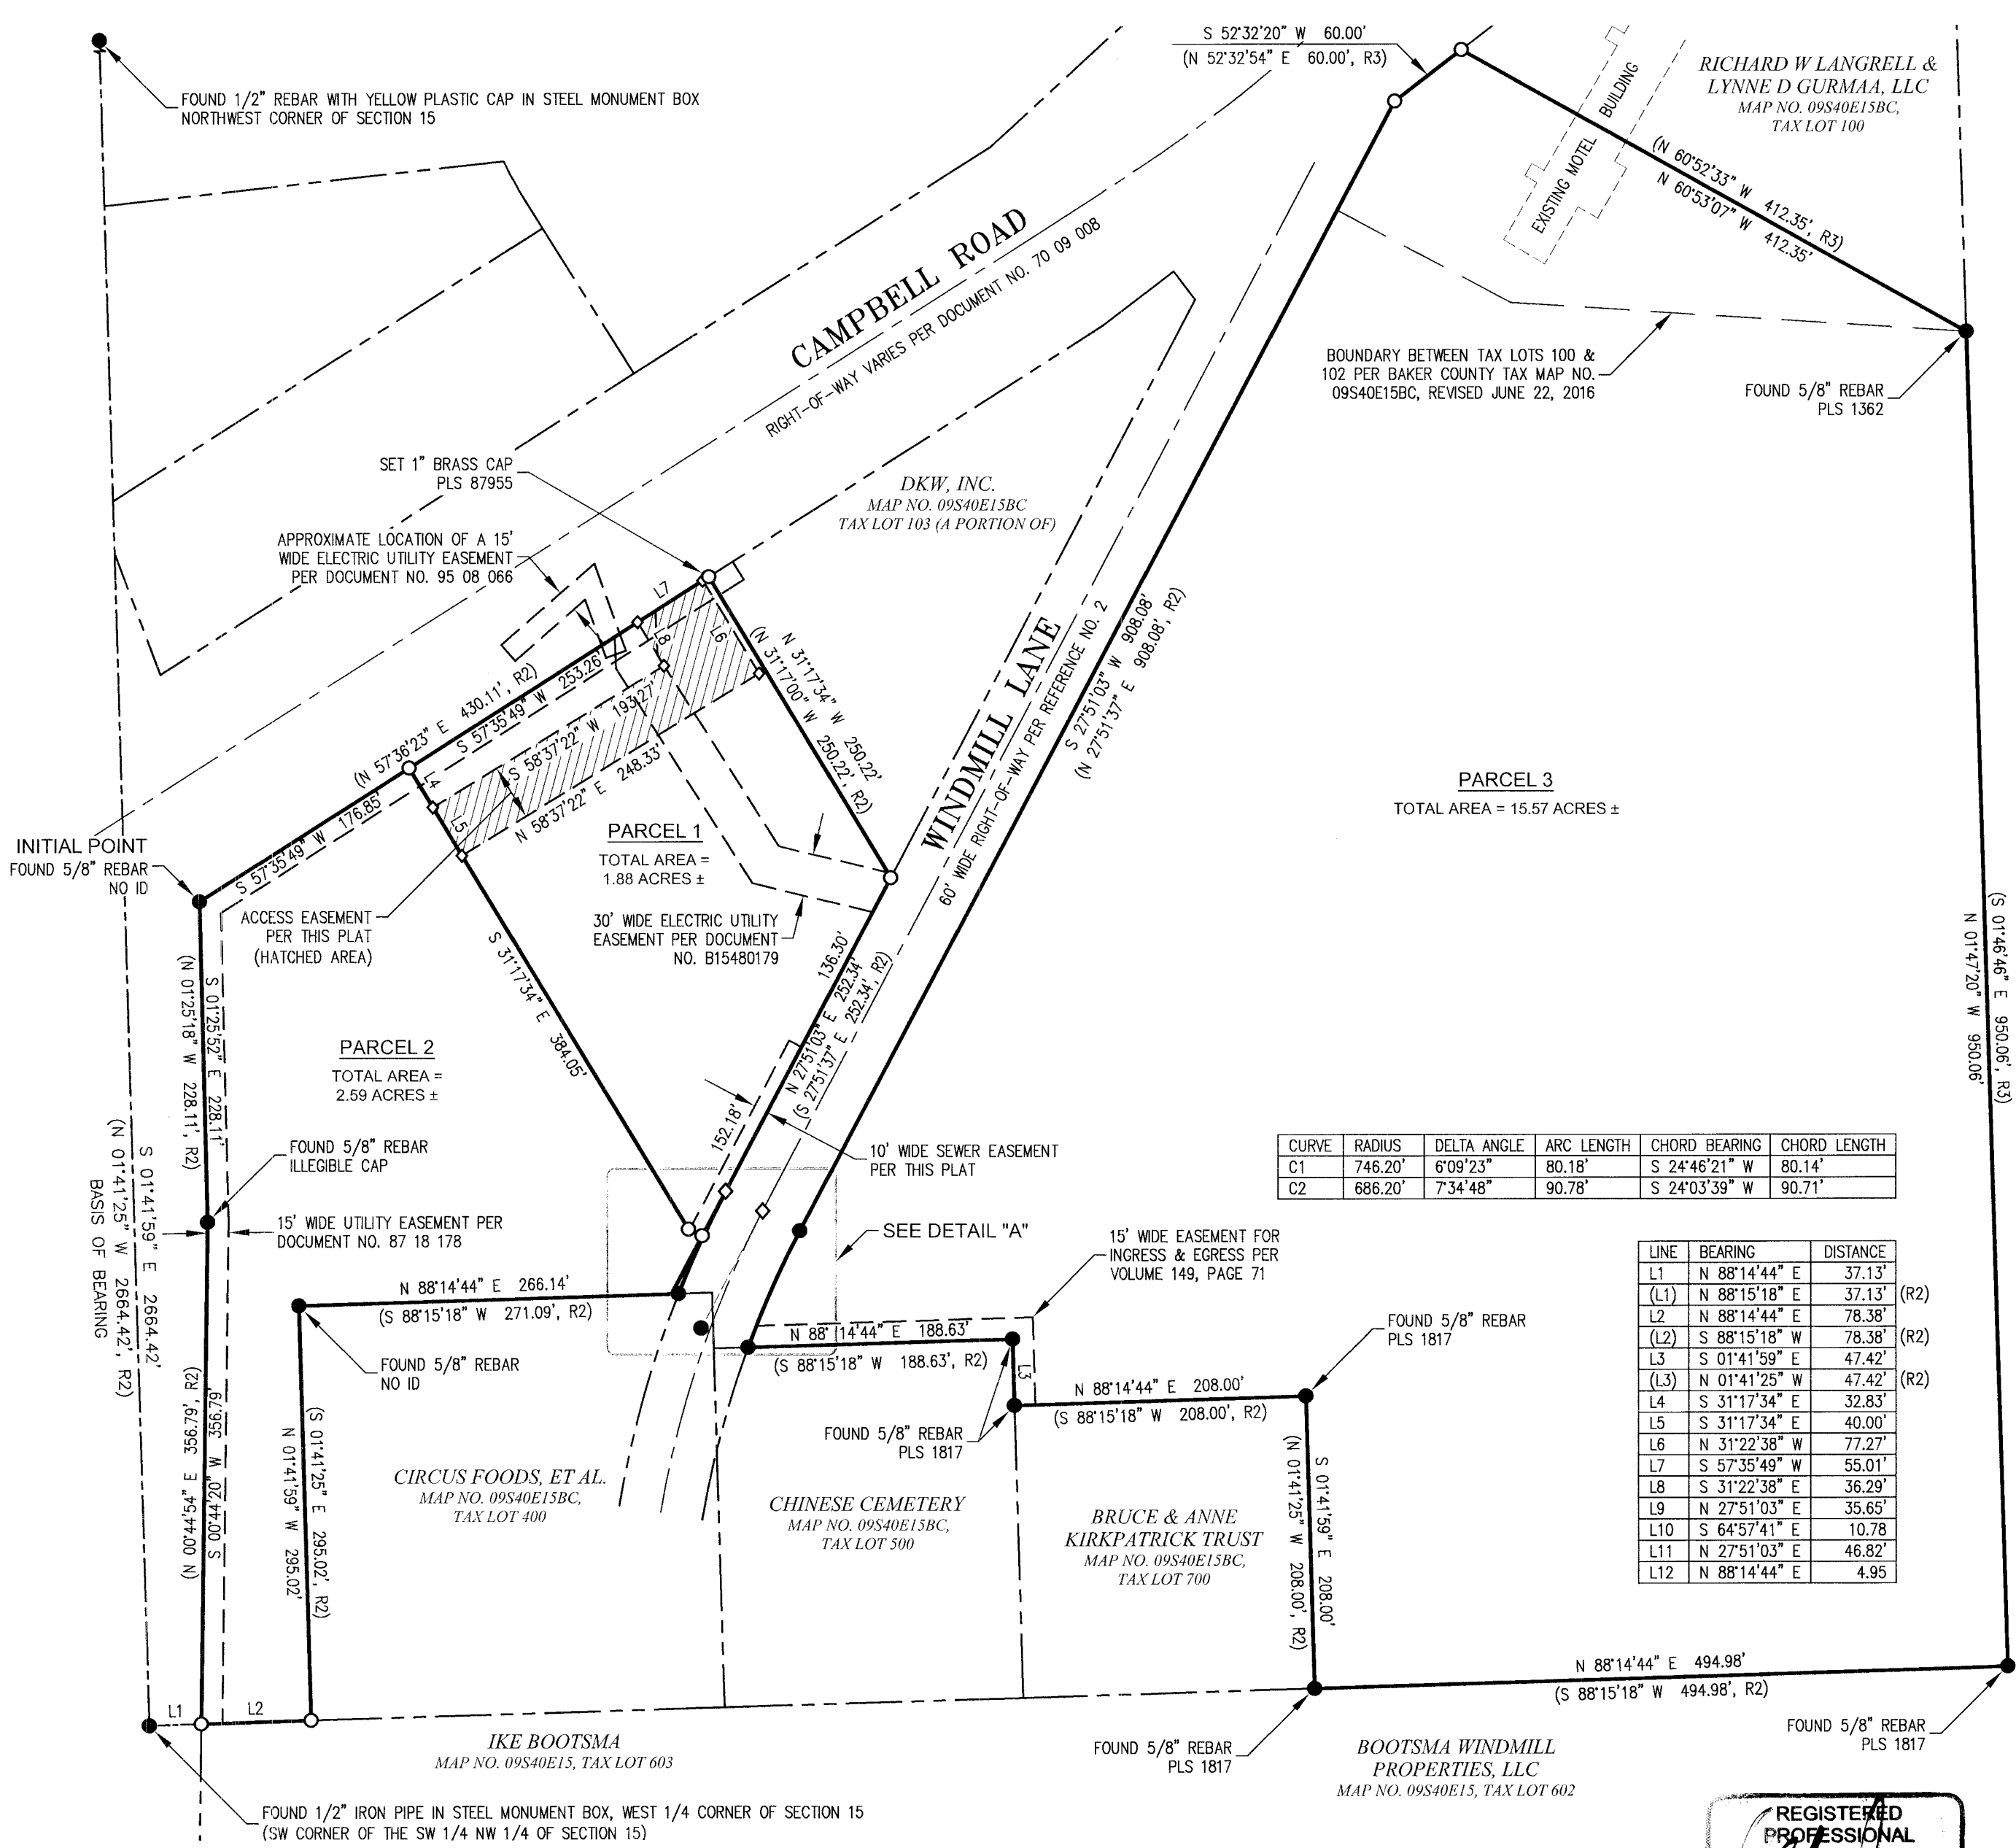 S 52°32'20" W 60.00'
(N 52°32'54" E 60.00', R3)
RICHARD W LANGRELL &
LYNNE D GURMAA, LLC
MAP NO. 09S40E15BC,
TAX LOT 100
FOUND 1/2" REBAR WITH YELLOW PLASTIC CAP IN STEEL MONUMENT BOX
NORTHWEST CORNER OF SECTION 15
EXISTING MOTEL BUILDING
(N 60°52'33" W 412.35', R3)
N 60°53'07" W 412.35'
CAMPBELL ROAD
RIGHT-OF-WAY VARIES PER DOCUMENT NO. 70 09 008
BOUNDARY BETWEEN TAX LOTS 100 &
102 PER BAKER COUNTY TAX MAP NO.
09S40E15BC, REVISED JUNE 22, 2016
FOUND 5/8" REBAR
PLS 1362
SET 1" BRASS CAP
PLS 87955
DKW, INC.
MAP NO. 09S40E15BC
TAX LOT 103 (A PORTION OF)
APPROXIMATE LOCATION OF A 15'
WIDE ELECTRIC UTILITY EASEMENT
PER DOCUMENT NO. 95 08 066
L7
L8
L6
N 31°17'34" W 250.22'
(N 31°17'00" W 250.22', R2)
(N 57°36'23" E 430.11', R2)
S 57°35'49" W 253.26'
S 58°37'22" W 193.27'
N 58°37'22" E 248.33'
L4
L5
S 57°35'49" W 176.85'
WINDMILL LANE
60' WIDE RIGHT-OF-WAY PER REFERENCE NO. 2
S 27°51'03" W 908.08'
(N 27°51'37" E 908.08', R2)
PARCEL 3
TOTAL AREA = 15.57 ACRES ±
INITIAL POINT
FOUND 5/8" REBAR
NO ID
PARCEL 1
TOTAL AREA =
1.88 ACRES ±
ACCESS EASEMENT
PER THIS PLAT
(HATCHED AREA)
30' WIDE ELECTRIC UTILITY
EASEMENT PER DOCUMENT
NO. B15480179
S 31°17'34" E 384.05'
136.30'
N 27°51'03" E 252.34'
(S 27°51'37" E 252.34', R2)
152.18'
(S 01°46'46" E 950.06', R3)
N 01°47'20" W 950.06'
(N 01°25'18" W 228.11', R2)
S 01°25'52" E 228.11'
PARCEL 2
TOTAL AREA =
2.59 ACRES ±
FOUND 5/8" REBAR
ILLEGIBLE CAP
10' WIDE SEWER EASEMENT
PER THIS PLAT
CURVE RADIUS DELTA ANGLE ARC LENGTH CHORD BEARING CHORD LENGTH
C1 746.20' 6°09'23" 80.18' S 24°46'21" W 80.14'
C2 686.20' 7°34'48" 90.78' S 24°03'39" W 90.71'
S 01°41'59" E 2664.42'
(N 01°41'25" W 2664.42', R2)
BASIS OF BEARING
15' WIDE UTILITY EASEMENT PER
DOCUMENT NO. 87 18 178
SEE DETAIL "A"
15' WIDE EASEMENT FOR
INGRESS & EGRESS PER
VOLUME 149, PAGE 71
N 88°14'44" E 266.14'
(S 88°15'18" W 271.09', R2)
FOUND 5/8" REBAR
NO ID
N 88°14'44" E 188.63'
(S 88°15'18" W 188.63', R2)
L3
FOUND 5/8" REBAR
PLS 1817
N 88°14'44" E 208.00'
(S 88°15'18" W 208.00', R2)
FOUND 5/8" REBAR
PLS 1817
LINE BEARING DISTANCE
L1 N 88°14'44" E 37.13'
(L1) N 88°15'18" E 37.13' (R2)
L2 N 88°14'44" E 78.38'
(L2) S 88°15'18" W 78.38' (R2)
L3 S 01°41'59" E 47.42'
(L3) N 01°41'25" W 47.42' (R2)
L4 S 31°17'34" E 32.83'
L5 S 31°17'34" E 40.00'
L6 N 31°22'38" W 77.27'
L7 S 57°35'49" W 55.01'
L8 S 31°22'38" E 36.29'
L9 N 27°51'03" E 35.65'
L10 S 64°57'41" E 10.78
L11 N 27°51'03" E 46.82'
L12 N 88°14'44" E 4.95
(N 00°44'54" E 356.79', R2)
S 00°44'20" W 356.79'
(S 01°41'25" E 295.02', R2)
N 01°41'59" W 295.02'
CIRCUS FOODS, ET AL.
MAP NO. 09S40E15BC,
TAX LOT 400
CHINESE CEMETERY
MAP NO. 09S40E15BC,
TAX LOT 500
BRUCE & ANNE
KIRKPATRICK TRUST
MAP NO. 09S40E15BC,
TAX LOT 700
S 01°41'59" E 208.00'
(N 01°41'25" W 208.00', R2)
N 88°14'44" E 494.98'
(S 88°15'18" W 494.98', R2)
L1
L2
IKE BOOTSMA
MAP NO. 09S40E15, TAX LOT 603
FOUND 5/8" REBAR
PLS 1817
BOOTSMA WINDMILL
PROPERTIES, LLC
MAP NO. 09S40E15, TAX LOT 602
FOUND 5/8" REBAR
PLS 1817
FOUND 1/2" IRON PIPE IN STEEL MONUMENT BOX, WEST 1/4 CORNER OF SECTION 15
(SW CORNER OF THE SW 1/4 NW 1/4 OF SECTION 15)
REGISTERED
PROFESSIONAL